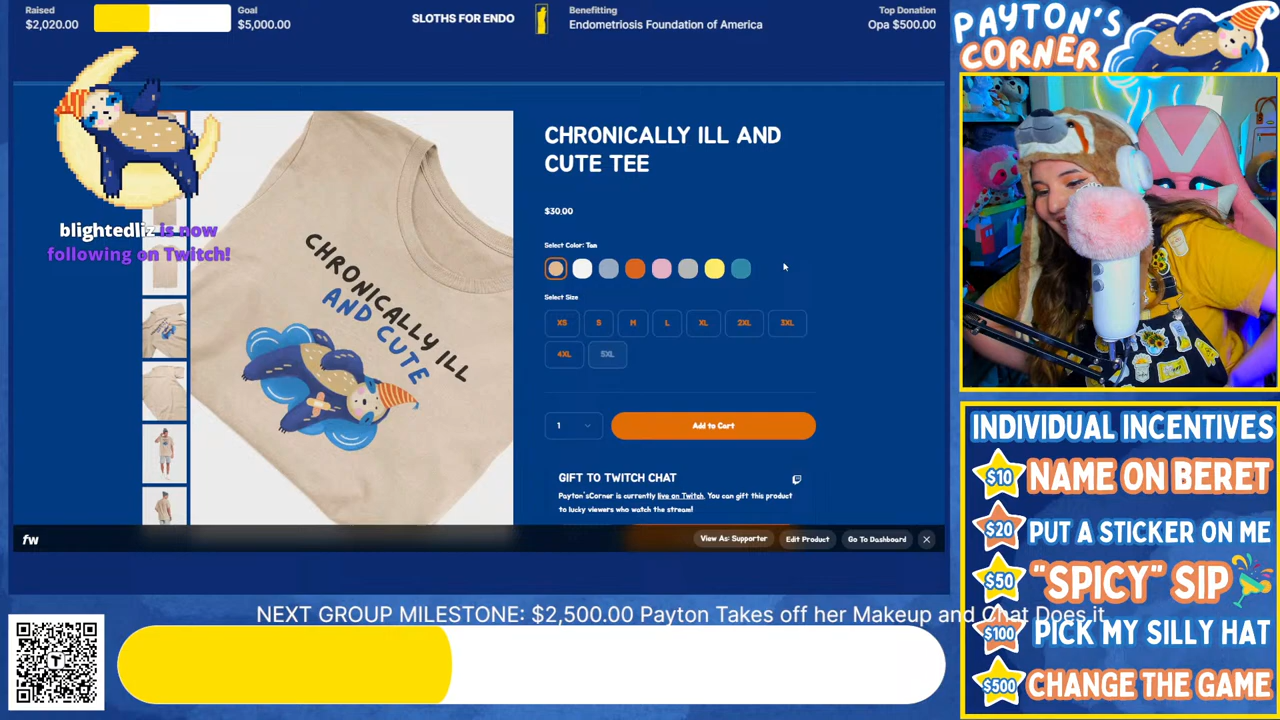 Raised
$2,020.00
Goal
$5,000.00
SLOTHS FOR ENDO
Benefitting
Endometriosis Foundation of America
Top Donation
Opa $500.00
PAYTON'S
CORNER
blightedliz is now
following on Twitch!
CHRONICALLY ILL
AND CUTE
CHRONICALLY ILL AND
CUTE TEE
$30.00
Select Color: Tan
Select Size
XS
S
M
L
XL
2XL
3XL
4XL
5XL
1
Add to Cart
GIFT TO TWITCH CHAT
Payton'sCorner is currently live on Twitch. You can gift this product
to lucky viewers who watch the stream!
fw
View As: Supporter
Edit Product
Go To Dashboard
INDIVIDUAL INCENTIVES
$10 NAME ON BERET
$20 PUT A STICKER ON ME
$50 "SPICY" SIP
$100 PICK MY SILLY HAT
$500 CHANGE THE GAME
NEXT GROUP MILESTONE: $2,500.00 Payton Takes off her Makeup and Chat Does it